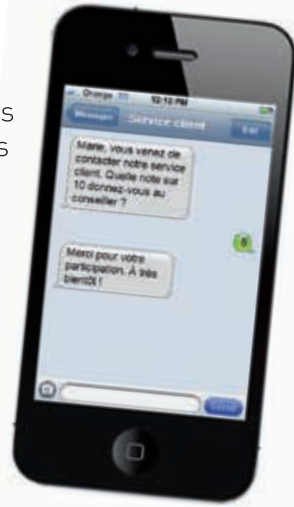 s
s
Orange 3G 12:12 PM
Messages Service client Edit
Marie, vous venez de
contacter notre service
client. Quelle note sur
10 donnez-vous au
conseiller ?
8
Merci pour votre
participation. À très
bientôt !
Send